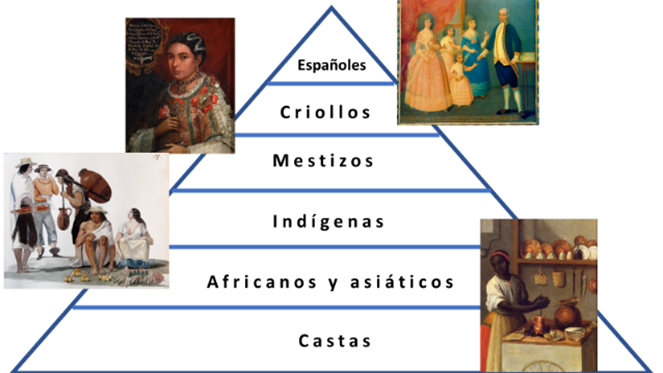 Españoles
Criollos
Mestizos
Indígenas
Africanos y asiáticos
Castas